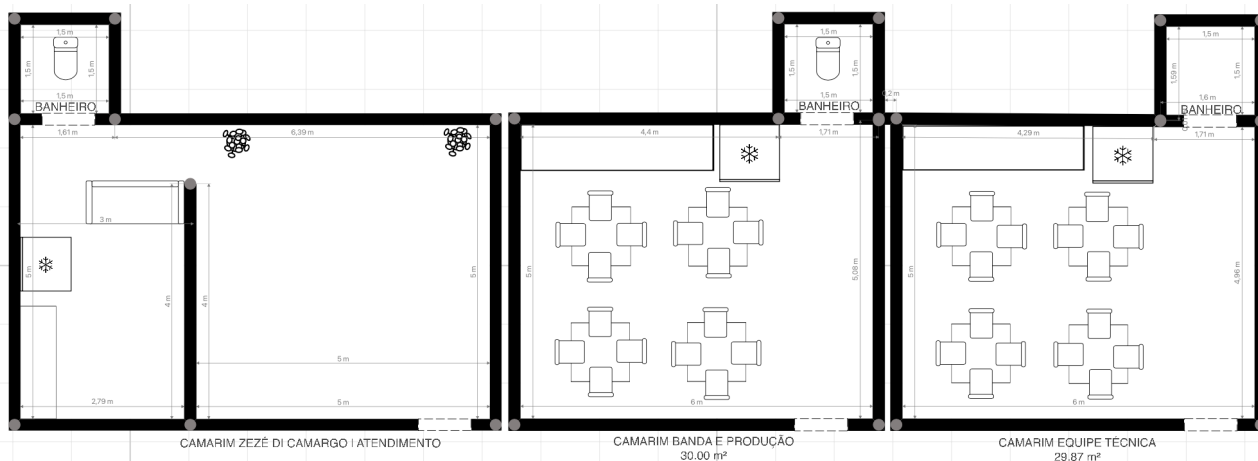 1,5 m
1,5 m
1,5 m
1,5 m
BANHEIRO
1,61 m
6,39 m
3 m
5 m
4 m
4 m
5 m
5 m
2,79 m
5 m
CAMARIM ZEZÉ DI CAMARGO | ATENDIMENTO
1,5 m
1,5 m
1,5 m
1,5 m
BANHEIRO
0,2 m
4,4 m
1,71 m
5 m
5,08 m
6 m
CAMARIM BANDA E PRODUÇÃO
30.00 m²
1,5 m
1,59 m
1,5 m
1,6 m
BANHEIRO
4,29 m
1,71 m
5 m
4,96 m
6 m
CAMARIM EQUIPE TÉCNICA
29.87 m²